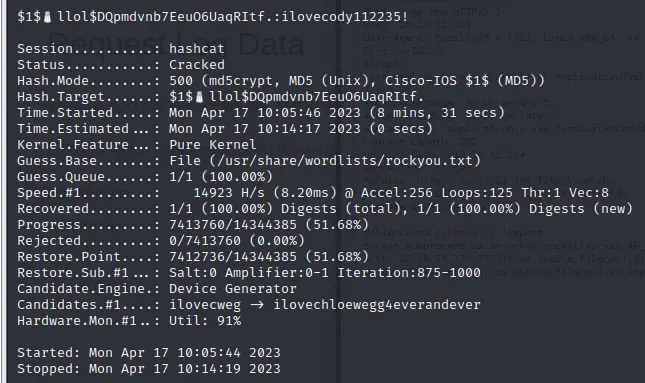 $1$🧂llol$DQpmdvnb7EeuO6UaqRItf.:ilovecody112235!
Session..........: hashcat
Status...........: Cracked
Hash.Mode........: 500 (md5crypt, MD5 (Unix), Cisco-IOS $1$ (MD5))
Hash.Target......: $1$🧂llol$DQpmdvnb7EeuO6UaqRItf.
Time.Started.....: Mon Apr 17 10:05:46 2023 (8 mins, 31 secs)
Time.Estimated...: Mon Apr 17 10:14:17 2023 (0 secs)
Kernel.Feature...: Pure Kernel
Guess.Base.......: File (/usr/share/wordlists/rockyou.txt)
Guess.Queue......: 1/1 (100.00%)
Speed.#1.........:    14923 H/s (8.20ms) @ Accel:256 Loops:125 Thr:1 Vec:8
Recovered........: 1/1 (100.00%) Digests (total), 1/1 (100.00%) Digests (new)
Progress.........: 7413760/14344385 (51.68%)
Rejected.........: 0/7413760 (0.00%)
Restore.Point....: 7412736/14344385 (51.68%)
Restore.Sub.#1...: Salt:0 Amplifier:0-1 Iteration:875-1000
Candidate.Engine.: Device Generator
Candidates.#1....: ilovecweg -> ilovechloewegg4everandever
Hardware.Mon.#1..: Util: 91%
Started: Mon Apr 17 10:05:44 2023
Stopped: Mon Apr 17 10:14:19 2023